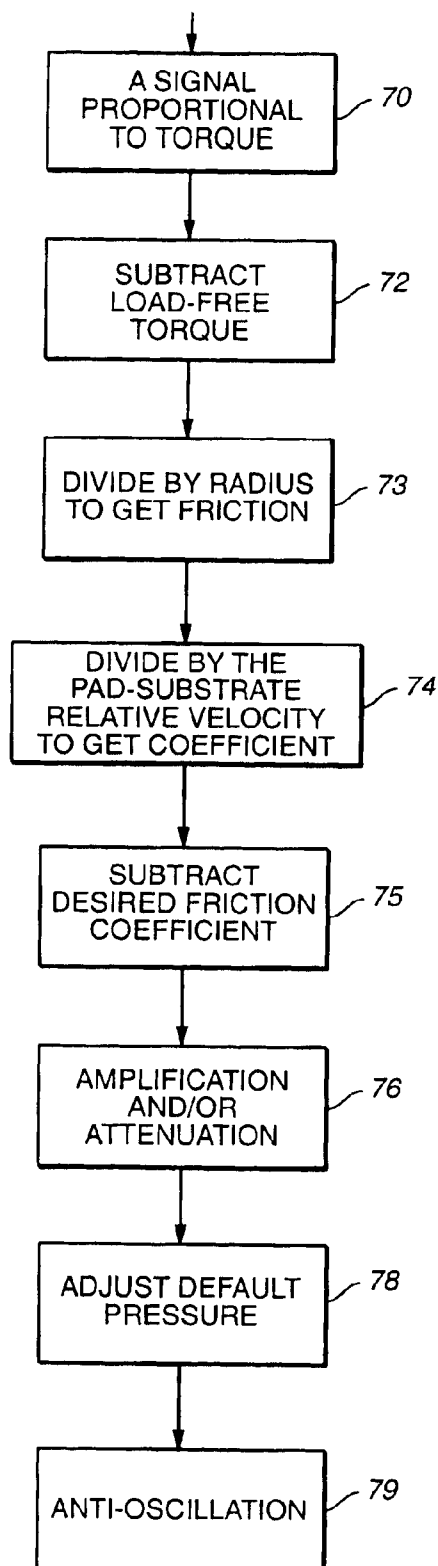 A SIGNAL
PROPORTIONAL
TO TORQUE
70
SUBTRACT
LOAD-FREE
TORQUE
72
DIVIDE BY RADIUS
TO GET FRICTION
73
DIVIDE BY THE
PAD-SUBSTRATE
RELATIVE VELOCITY
TO GET COEFFICIENT
74
SUBTRACT
DESIRED FRICTION
COEFFICIENT
75
AMPLIFICATION
AND/OR
ATTENUATION
76
ADJUST DEFAULT
PRESSURE
78
ANTI-OSCILLATION
79